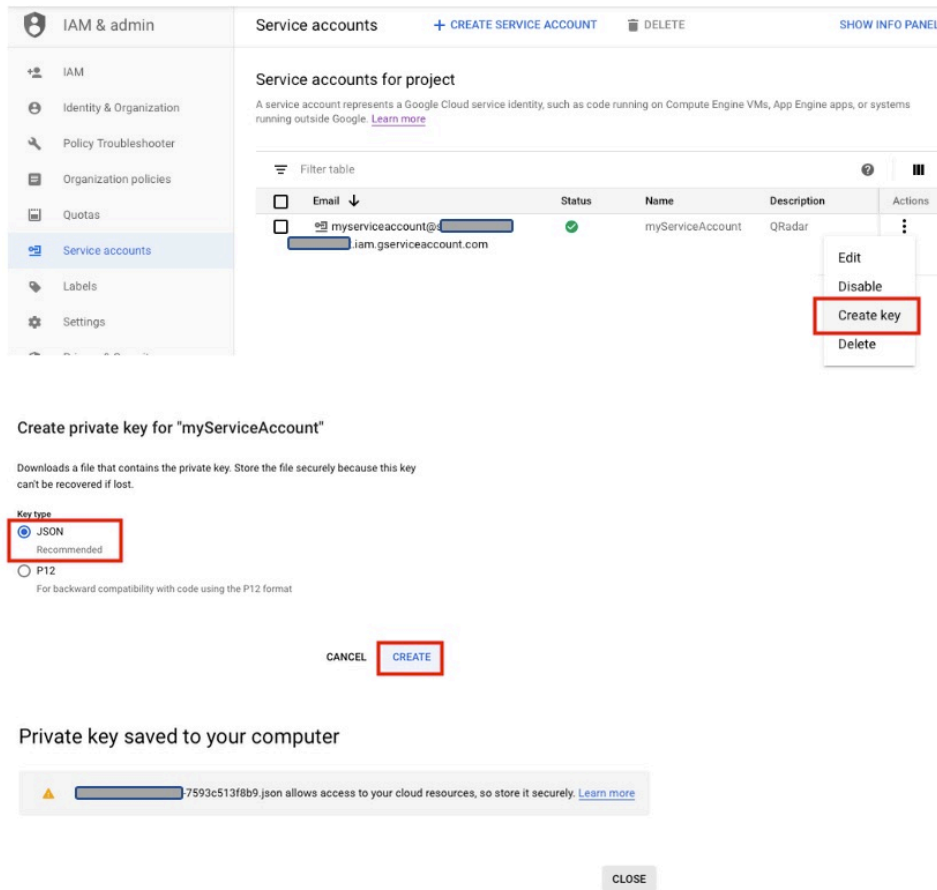 IAM & admin
Service accounts
+ CREATE SERVICE ACCOUNT
DELETE
SHOW INFO PANEL
IAM
Identity & Organization
Policy Troubleshooter
Organization policies
Quotas
Service accounts
Labels
Settings
Service accounts for project
A service account represents a Google Cloud service identity, such as code running on Compute Engine VMs, App Engine apps, or systems
running outside Google. Learn more
Filter table
Email Status Name Description Actions
myserviceaccount@ myServiceAccount QRadar
.iam.gserviceaccount.com
Edit
Disable
Create key
Delete
Create private key for "myServiceAccount"
Downloads a file that contains the private key. Store the file securely because this key
can't be recovered if lost.
Key type
JSON
Recommended
P12
For backward compatibility with code using the P12 format
CANCEL CREATE
Private key saved to your computer
-7593c513f8b9.json allows access to your cloud resources, so store it securely. Learn more
CLOSE